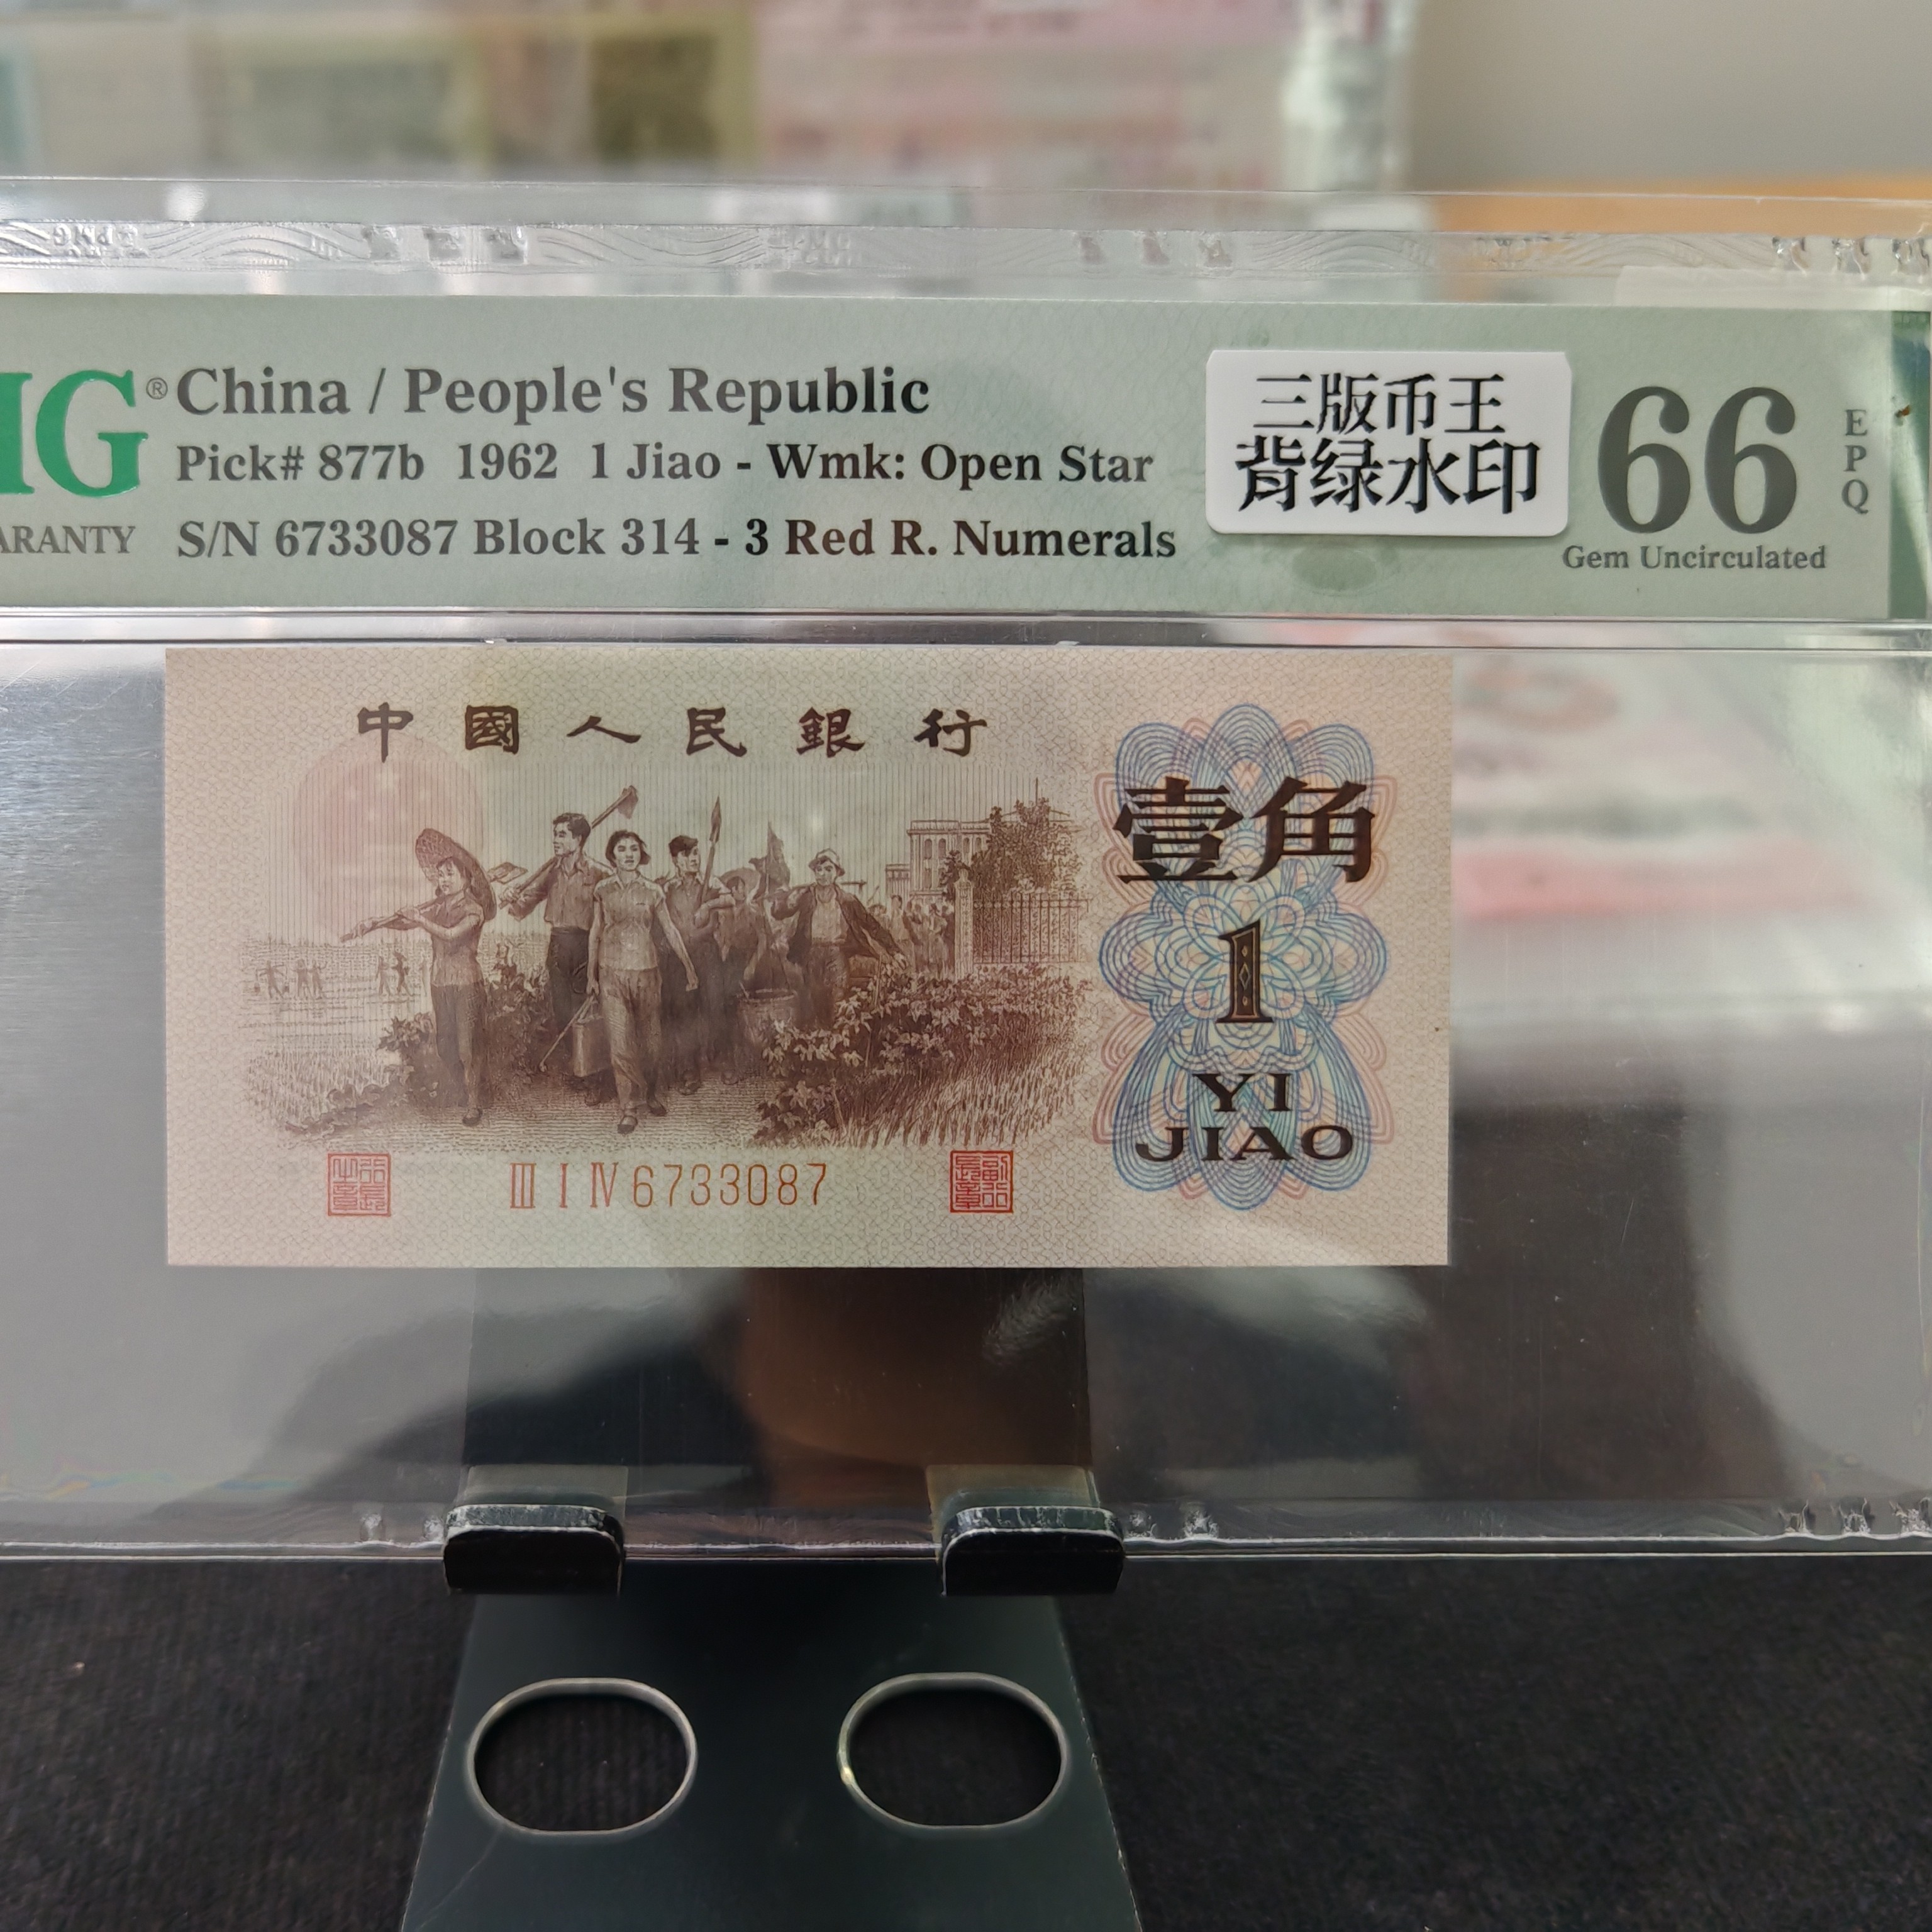 MG®
China / People's Republic
Pick# 877b 1962 1 Jiao - Wmk: Open Star
S/N 6733087 Block 314 - 3 Red R. Numerals
ARANTY
三版币王
背绿水印
66
EPQ
Gem Uncirculated
中國人民銀行
壹角
1
YI
JIAO
III I IV 6733087